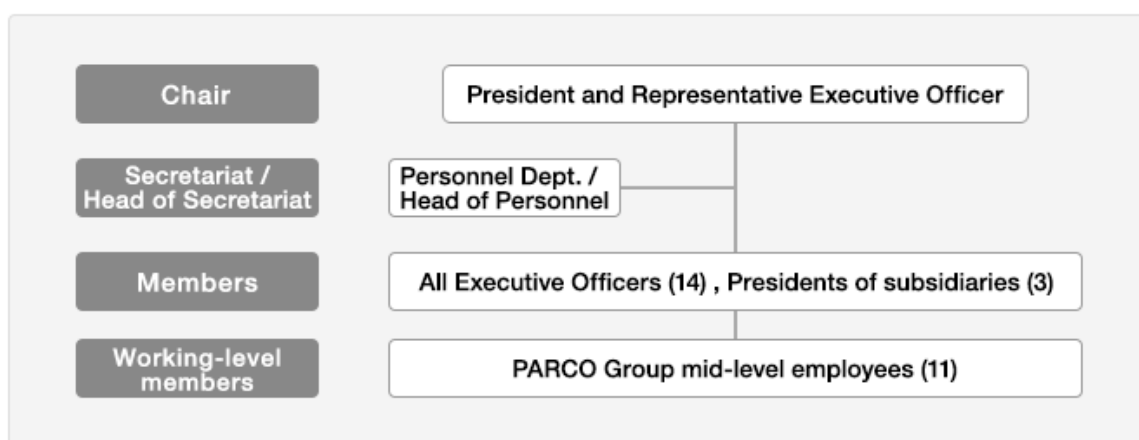 Chair
President and Representative Executive Officer
Secretariat /
Head of Secretariat
Personnel Dept. /
Head of Personnel
Members
All Executive Officers (14) , Presidents of subsidiaries (3)
Working-level
members
PARCO Group mid-level employees (11)